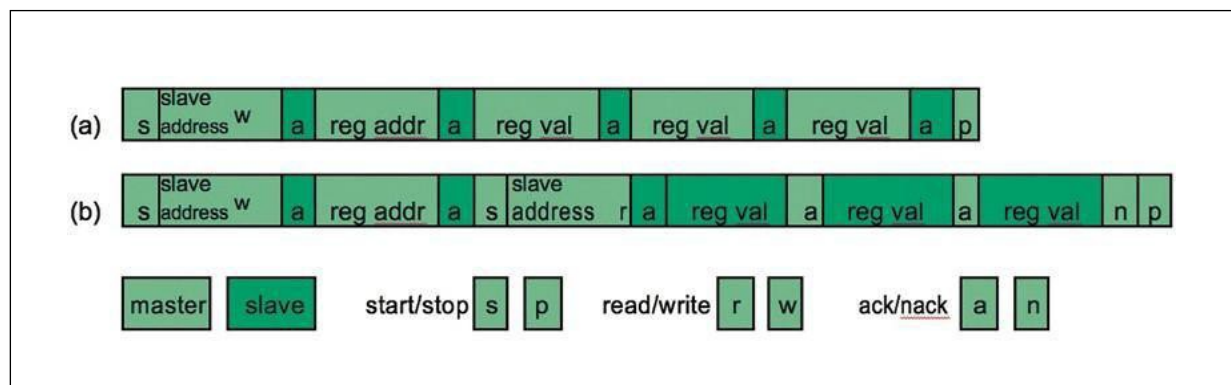 (a) s slave address w a reg addr a reg val a reg val a reg val a p
(b) s slave address w a reg addr a s slave address r a reg val a reg val a reg val n p
master slave start/stop s p read/write r w ack/nack a n